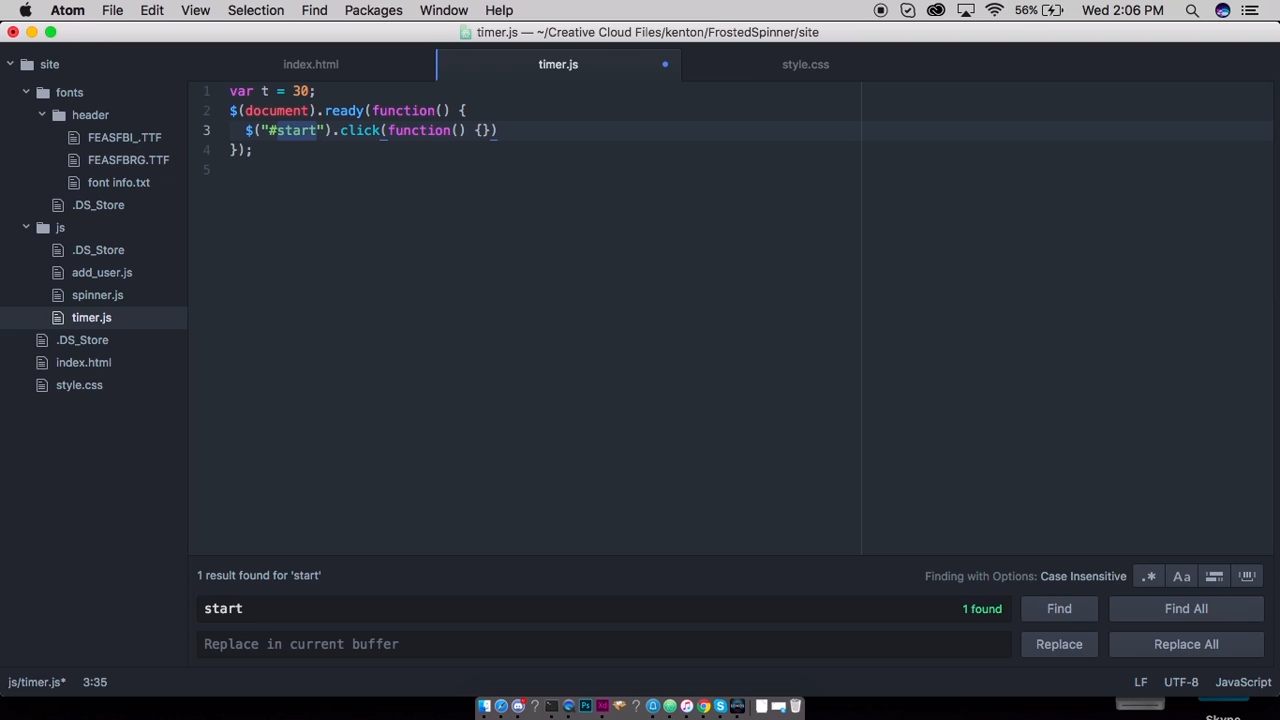 Atom File Edit View Selection Find Packages Window Help 56% Wed 2:06 PM
timer.js — ~/Creative Cloud Files/kenton/FrostedSpinner/site
site
fonts
header
FEASFBI_.TTF
FEASFBRG.TTF
font info.txt
.DS_Store
js
.DS_Store
add_user.js
spinner.js
timer.js
.DS_Store
index.html
style.css
index.html timer.js style.css
1 var t = 30;
2 $(document).ready(function() {
3 $("#start").click(function() {})
4 });
5
1 result found for 'start'
Finding with Options: Case Insensitive .* Aa
start 1 found Find Find All
Replace in current buffer Replace Replace All
js/timer.js* 3:35 LF UTF-8 JavaScript